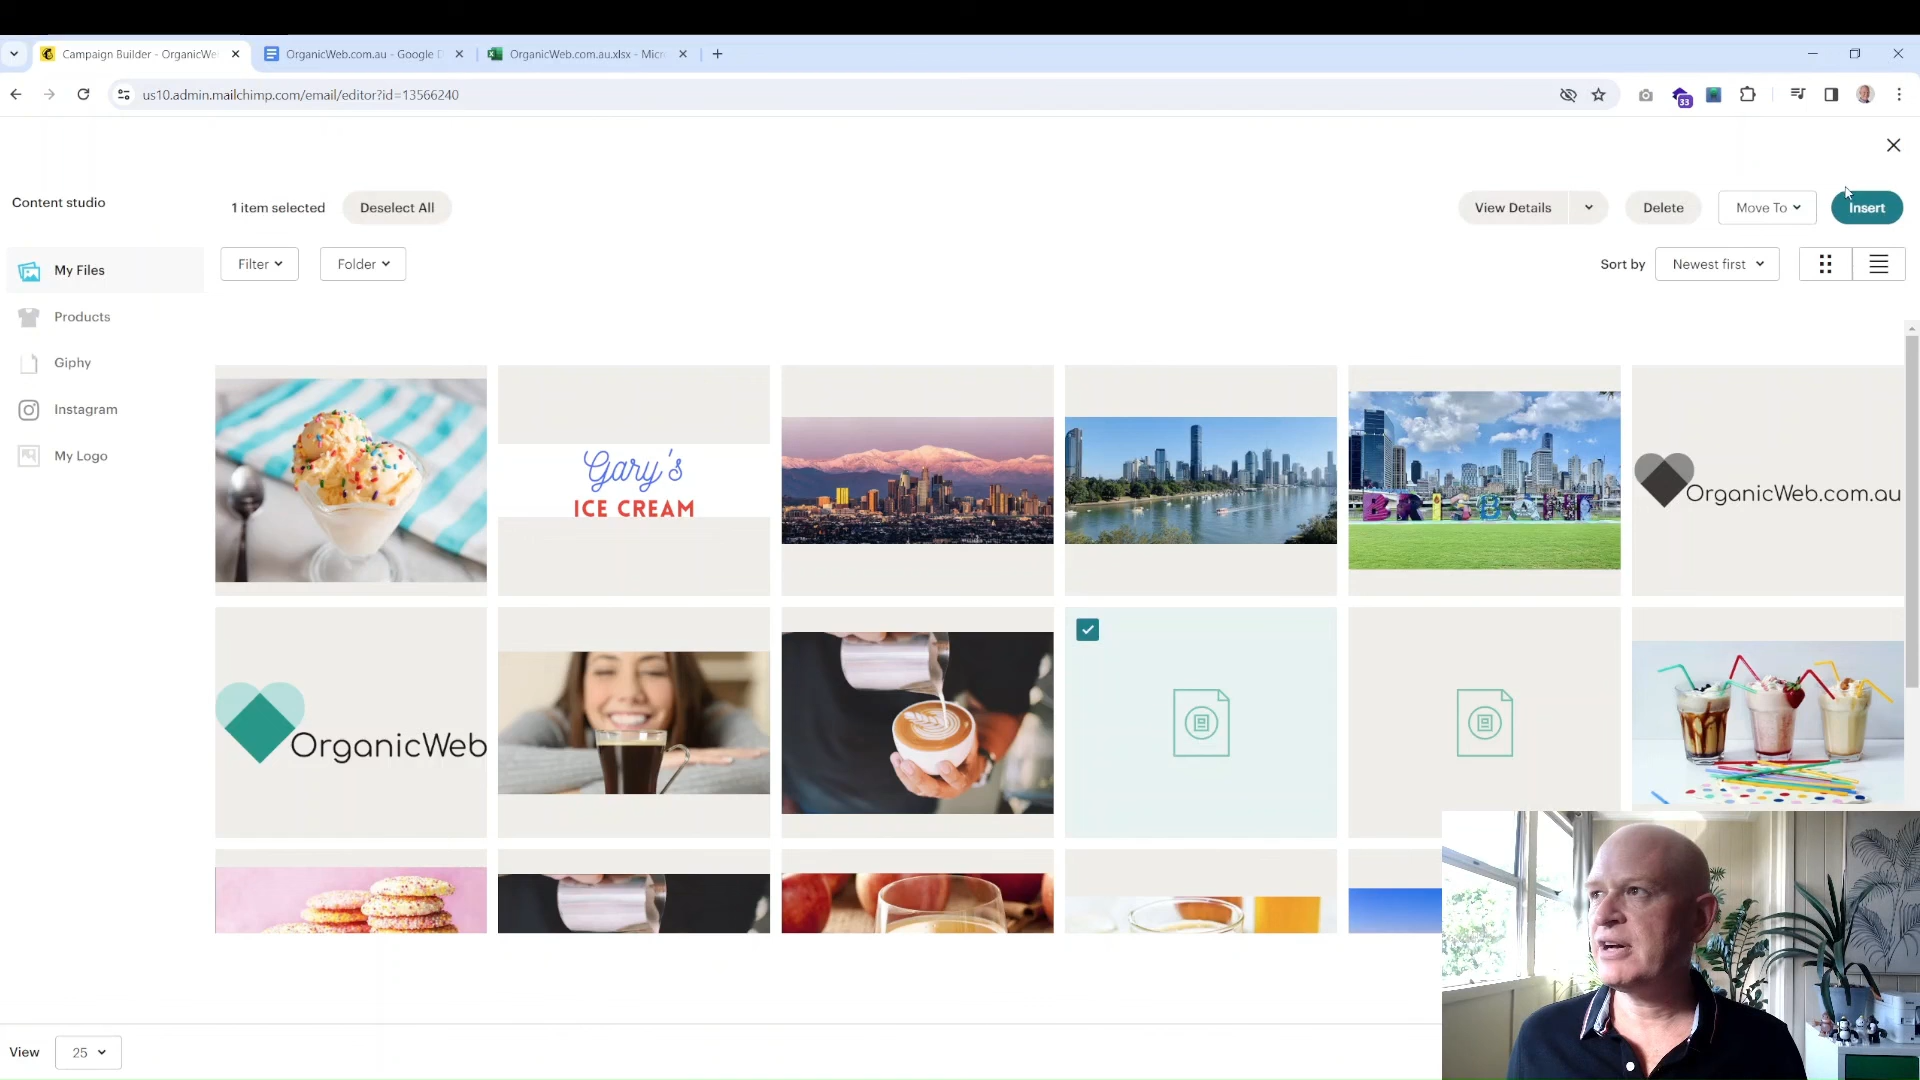 Campaign Builder - OrganicWe
OrganicWeb.com.au - Google D
OrganicWeb.com.au.xlsx - Micr
us10.admin.mailchimp.com/email/editor?id=13566240
33
Content studio
1 item selected
Deselect All
View Details
Delete
Move To
Insert
My Files
Filter
Folder
Sort by
Newest first
Products
Giphy
Instagram
My Logo
Gary's
ICE CREAM
BRISBANE
OrganicWeb.com.au
OrganicWeb
View
25